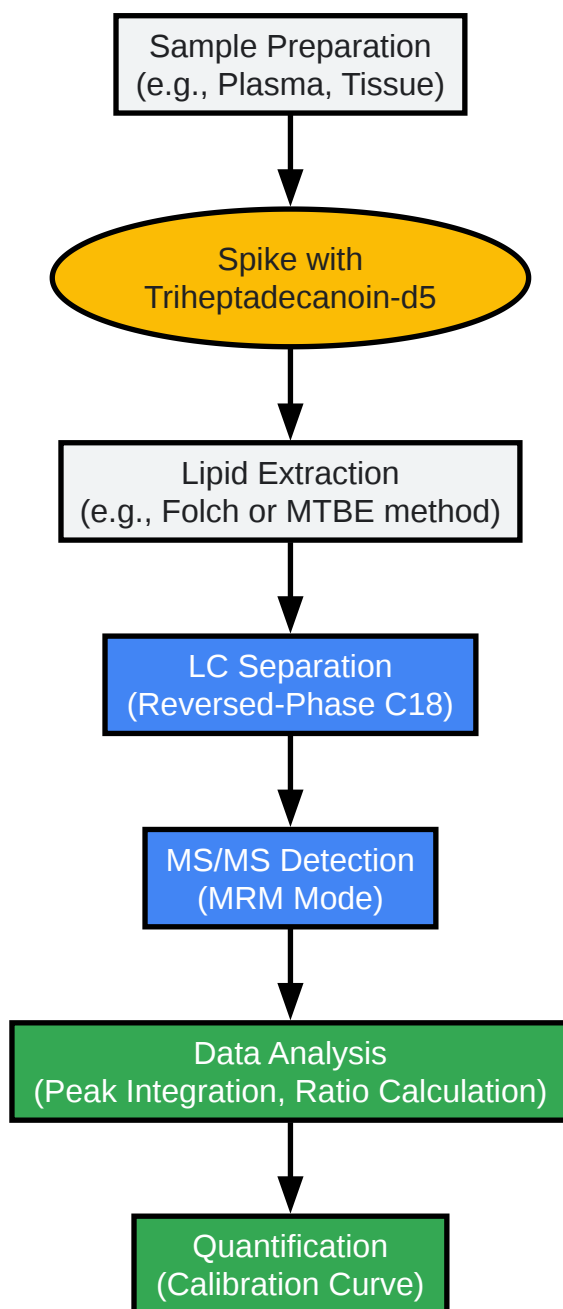 Sample Preparation
(e.g., Plasma, Tissue)
Spike with
Triheptadecanoin-d5
Lipid Extraction
(e.g., Folch or MTBE method)
LC Separation
(Reversed-Phase C18)
MS/MS Detection
(MRM Mode)
Data Analysis
(Peak Integration, Ratio Calculation)
Quantification
(Calibration Curve)